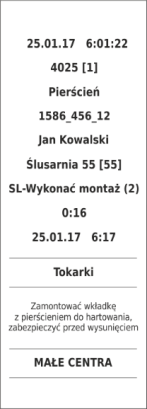 25.01.17 6:01:22
4025 [1]
Pierścień
1586_456_12
Jan Kowalski
Ślusarnia 55 [55]
SL-Wykonać montaż (2)
0:16
25.01.17 6:17
Tokarki
Zamontować wkładkę
z pierścieniem do hartowania,
zabezpieczyć przed wysunięciem
MAŁE CENTRA